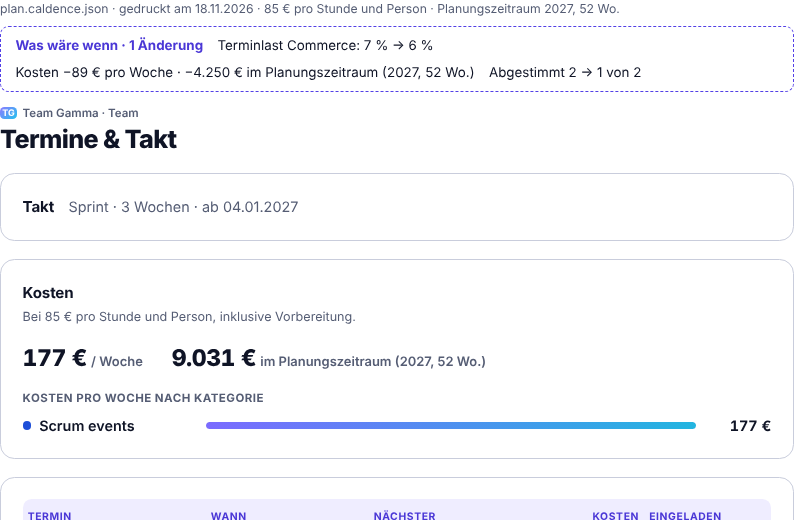 plan.caldence.json · gedruckt am 18.11.2026 · 85 € pro Stunde und Person · Planungszeitraum 2027, 52 Wo.
Was wäre wenn · 1 Änderung Terminlast Commerce: 7 % → 6 %
Kosten −89 € pro Woche · −4.250 € im Planungszeitraum (2027, 52 Wo.) Abgestimmt 2 → 1 von 2
TG Team Gamma · Team
Termine & Takt
Takt Sprint · 3 Wochen · ab 04.01.2027
Kosten
Bei 85 € pro Stunde und Person, inklusive Vorbereitung.
177 € / Woche 9.031 € im Planungszeitraum (2027, 52 Wo.)
KOSTEN PRO WOCHE NACH KATEGORIE
Scrum events 177 €
TERMIN WANN NÄCHSTER KOSTEN EINGELADEN